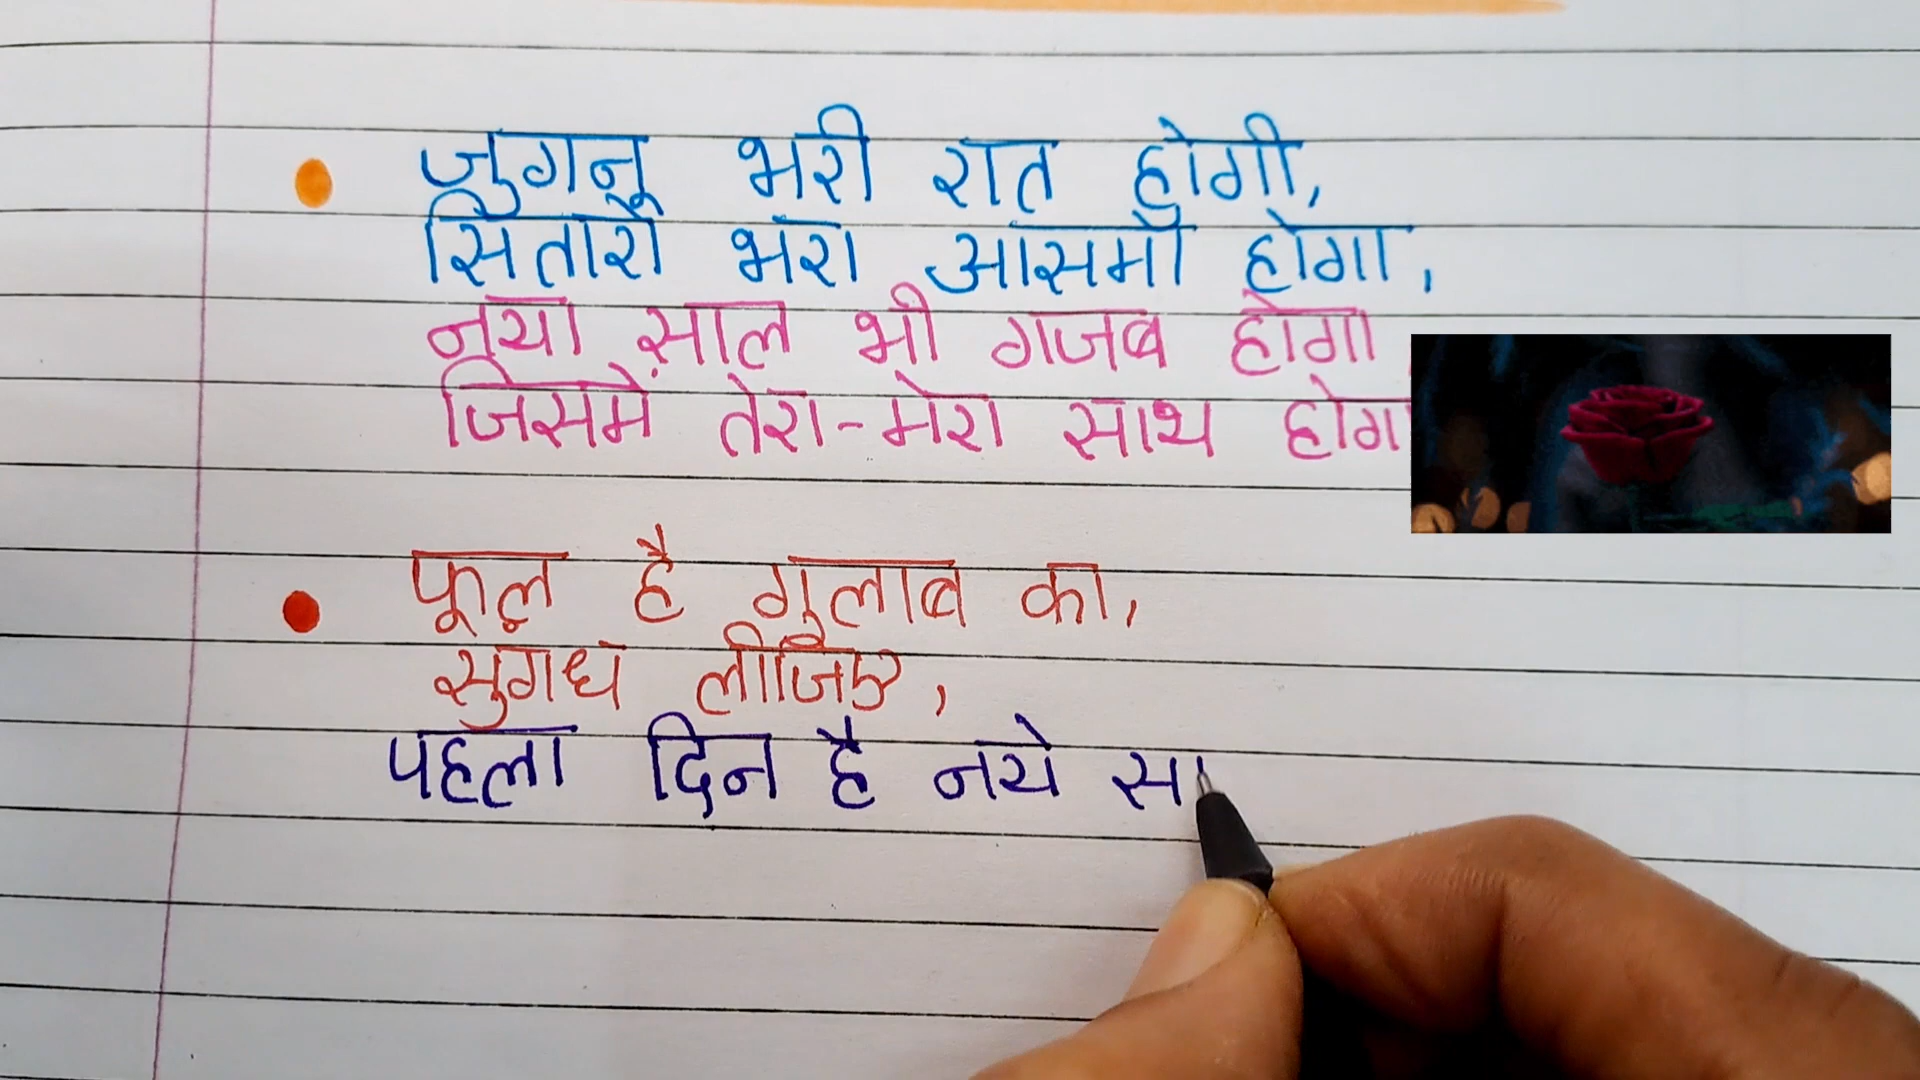 जुगनू भरी रात होगी,
सितारों भरा आसमाँ होगा,
नया साल भी गजब होगा
जिसमें तेरा-मेरा साथ होगा
फूल है गुलाब का,
सुगंध लीजिए,
पहला दिन है नये सा